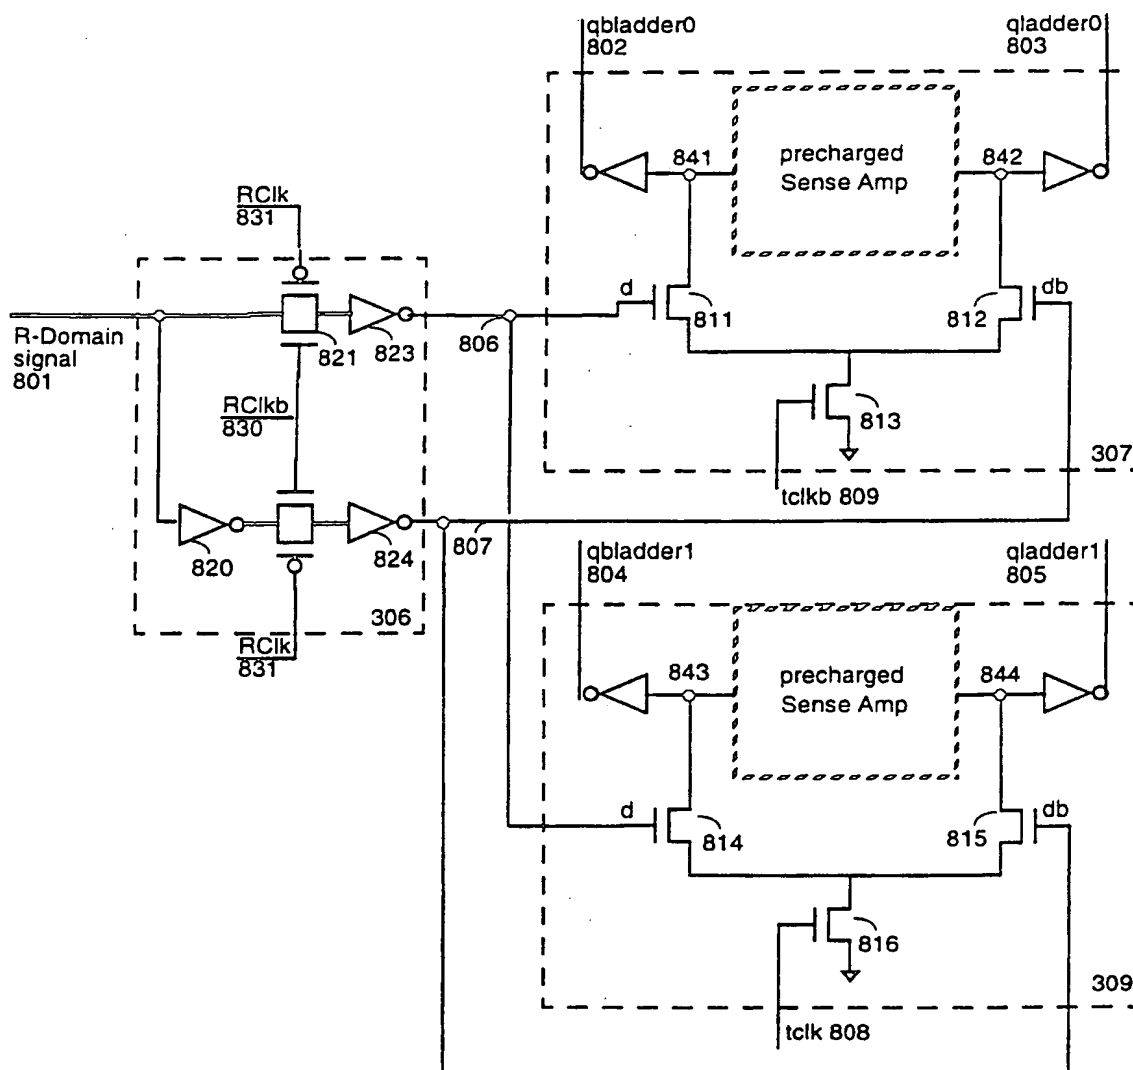 qbladder0
802
qladder0
803
precharged
Sense Amp
841
842
RClk
831
d
db
811
812
R-Domain
signal
801
821
823
806
813
RClkb
830
307
tclkb 809
820
824
807
306
RClk
831
qbladder1
804
qladder1
805
precharged
Sense Amp
843
844
d
db
814
815
816
309
tclk 808